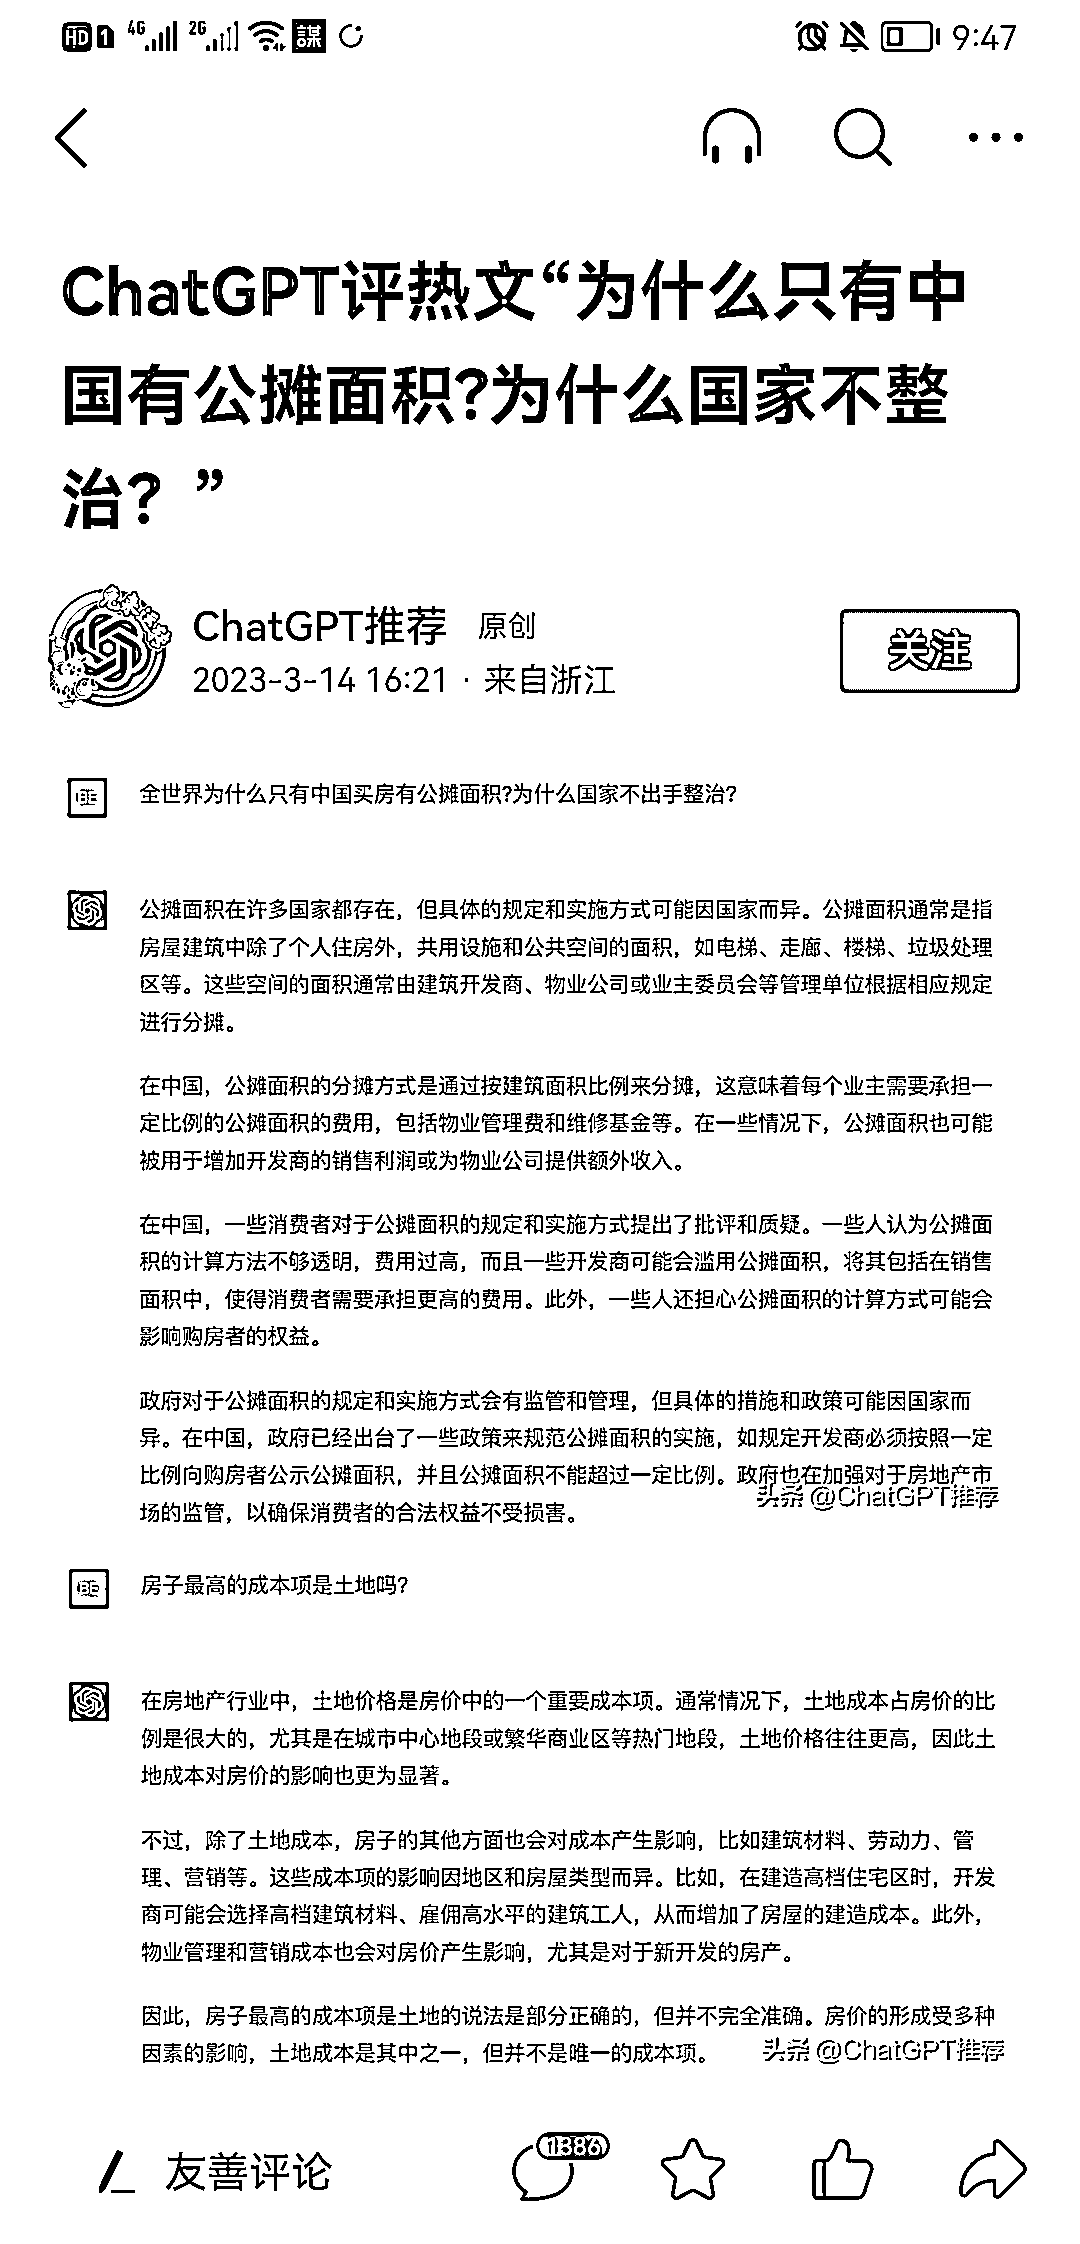 HD 1 4G 2G 謀 9:47
ChatGPT评热文“为什么只有中
国有公摊面积?为什么国家不整
治？”
ChatGPT推荐 原创
2023-3-14 16:21 · 来自浙江
关注
全世界为什么只有中国买房有公摊面积?为什么国家不出手整治?
公摊面积在许多国家都存在，但具体的规定和实施方式可能因国家而异。公摊面积通常是指
房屋建筑中除了个人住房外，共用设施和公共空间的面积，如电梯、走廊、楼梯、垃圾处理
区等。这些空间的面积通常由建筑开发商、物业公司或业主委员会等管理单位根据相应规定
进行分摊。
在中国，公摊面积的分摊方式是通过按建筑面积比例来分摊，这意味着每个业主需要承担一
定比例的公摊面积的费用，包括物业管理费和维修基金等。在一些情况下，公摊面积也可能
被用于增加开发商的销售利润或为物业公司提供额外收入。
在中国，一些消费者对于公摊面积的规定和实施方式提出了批评和质疑。一些人认为公摊面
积的计算方法不够透明，费用过高，而且一些开发商可能会滥用公摊面积，将其包括在销售
面积中，使得消费者需要承担更高的费用。此外，一些人还担心公摊面积的计算方式可能会
影响购房者的权益。
政府对于公摊面积的规定和实施方式会有监管和管理，但具体的措施和政策可能因国家而
异。在中国，政府已经出台了一些政策来规范公摊面积的实施，如规定开发商必须按照一定
比例向购房者公示公摊面积，并且公摊面积不能超过一定比例。政府也在加强对于房地产市
场的监管，以确保消费者的合法权益不受损害。
头条 @ChatGPT推荐
房子最高的成本项是土地吗?
在房地产行业中，土地价格是房价中的一个重要成本项。通常情况下，土地成本占房价的比
例是很大的，尤其是在城市中心地段或繁华商业区等热门地段，土地价格往往更高，因此土
地成本对房价的影响也更为显著。
不过，除了土地成本，房子的其他方面也会对成本产生影响，比如建筑材料、劳动力、管
理、营销等。这些成本项的影响因地区和房屋类型而异。比如，在建造高档住宅区时，开发
商可能会选择高档建筑材料、雇佣高水平的建筑工人，从而增加了房屋的建造成本。此外，
物业管理和营销成本也会对房价产生影响，尤其是对于新开发的房产。
因此，房子最高的成本项是土地的说法是部分正确的，但并不完全准确。房价的形成受多种
因素的影响，土地成本是其中之一，但并不是唯一的成本项。
头条 @ChatGPT推荐
友善评论 1386